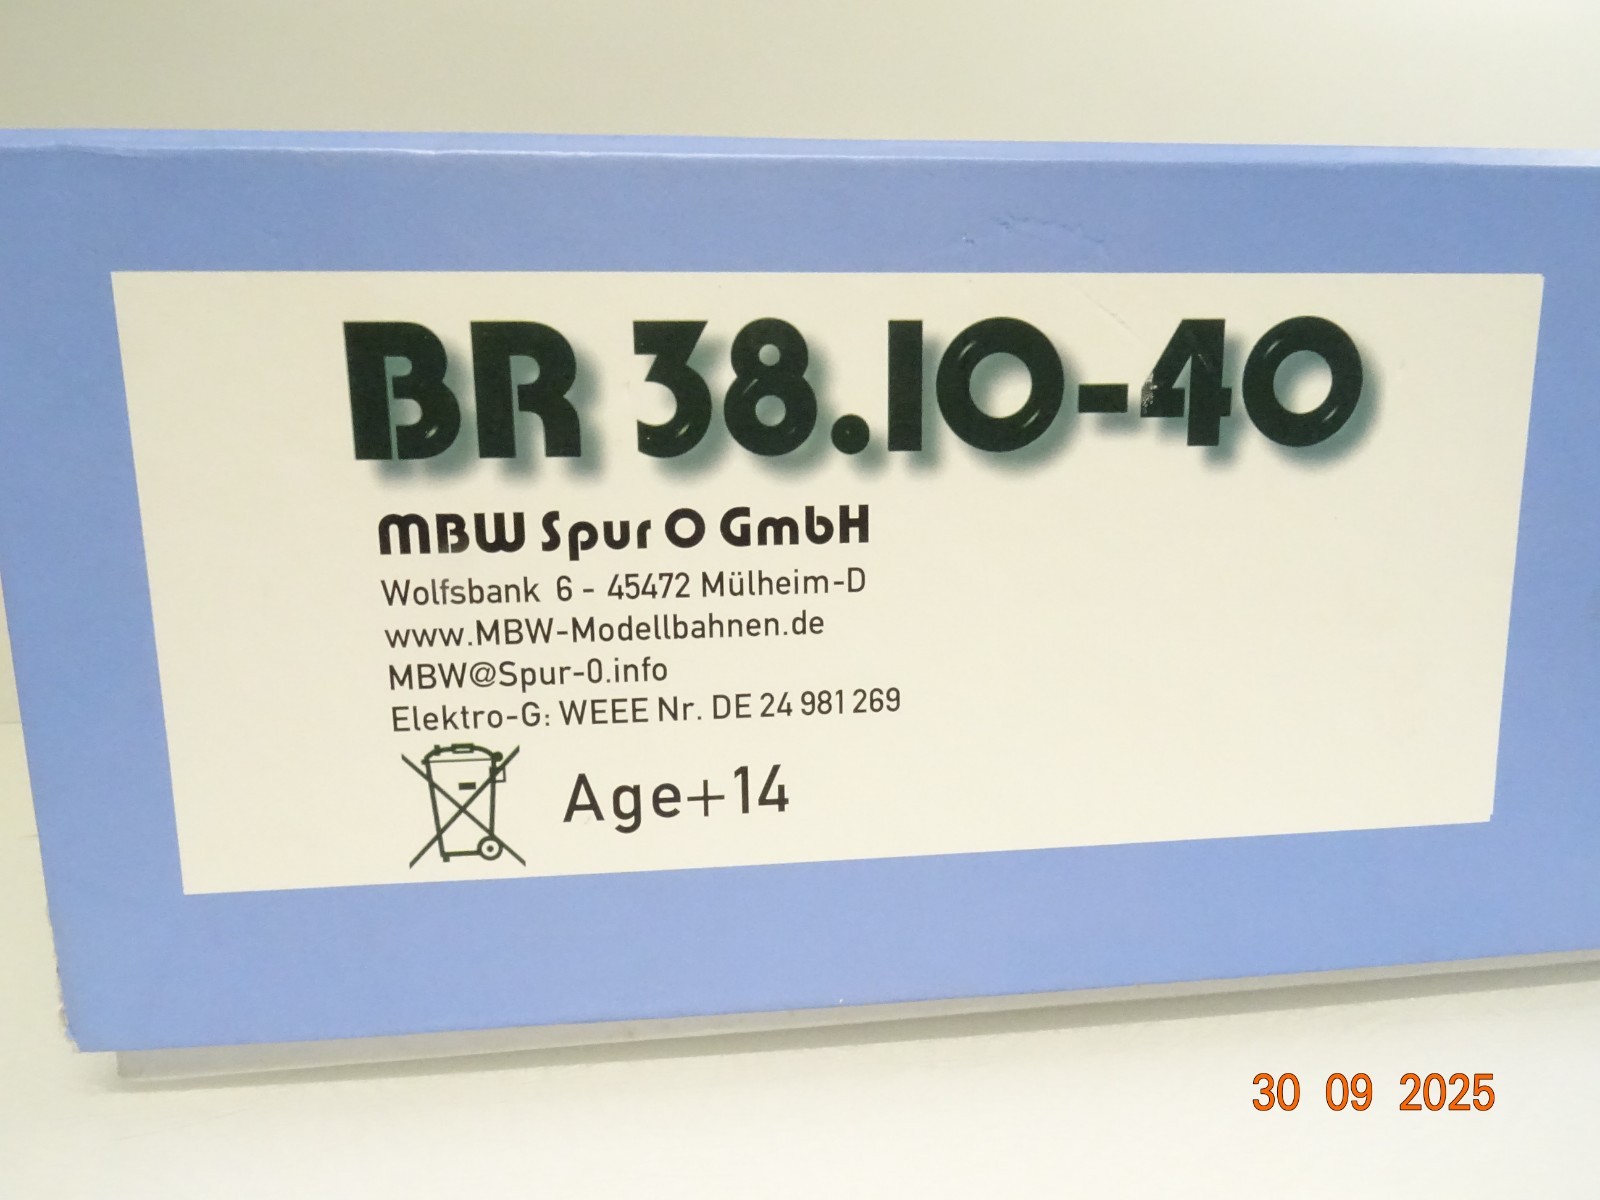 BR 38.10-40
MBW Spur O GmbH
Wolfsbank 6 - 45472 Mülheim-D
www.MBW-Modellbahnen.de
MBW@Spur-0.info
Elektro-G: WEEE Nr. DE 24 981 269
Age+14
30 09 2025